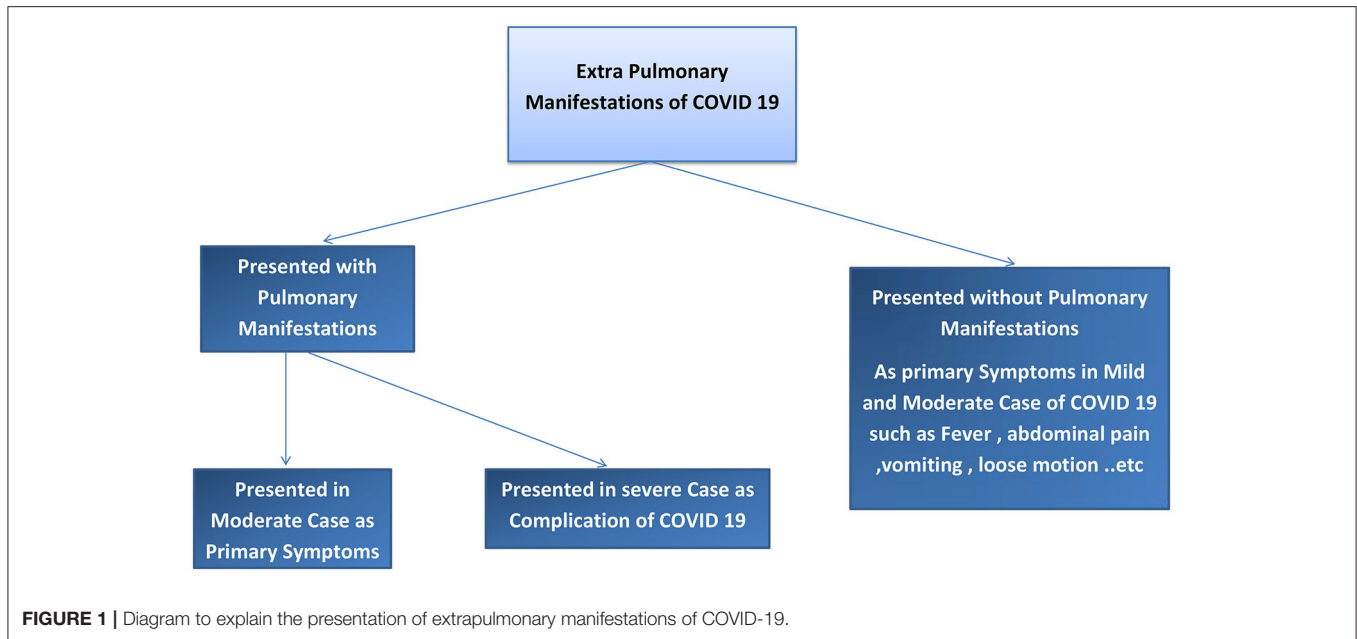 Extra Pulmonary
Manifestations of COVID 19
Presented with
Pulmonary
Manifestations
Presented without Pulmonary
Manifestations
As primary Symptoms in Mild
and Moderate Case of COVID 19
such as Fever , abdominal pain
,vomiting , loose motion ..etc
Presented in
Moderate Case as
Primary Symptoms
Presented in severe Case as
Complication of COVID 19
FIGURE 1 | Diagram to explain the presentation of extrapulmonary manifestations of COVID-19.